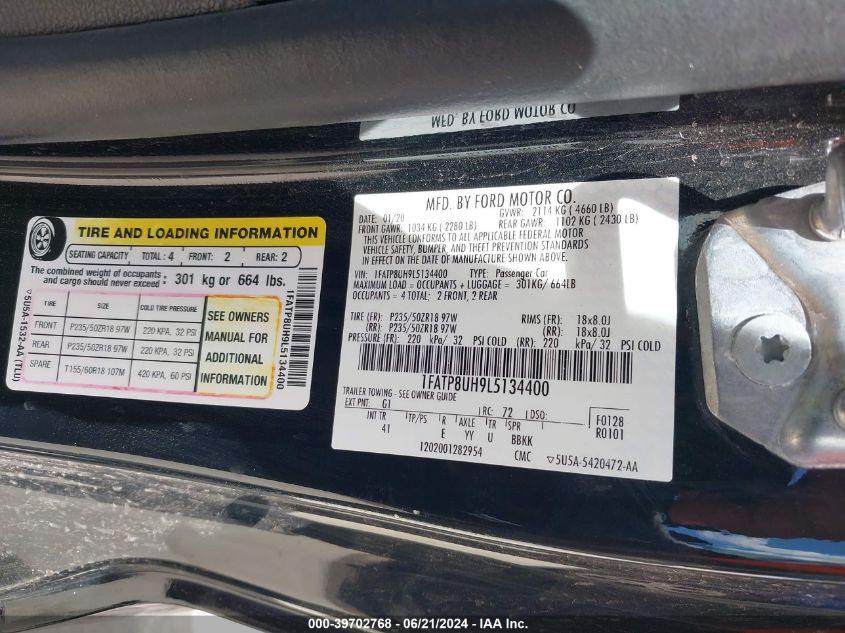 MFD. BY FORD MOTOR CO
TIRE AND LOADING INFORMATION
SEATING CAPACITY TOTAL : 4 FRONT: 2 REAR: 2
The combined weight of occupants and cargo should never exceed : 301 kg or 664 lbs.
TIRE SIZE COLD TIRE PRESSURE
FRONT P235/50ZR18 97W 220 KPA, 32 PSI
REAR P235/50ZR18 97W 220 KPA, 32 PSI
SPARE T155/60R18 107M 420 KPA, 60 PSI
SEE OWNERS
MANUAL FOR
ADDITIONAL
INFORMATION
5U5A-1532-AA (TLU)
1FATP8UH9L5134400
MFD. BY FORD MOTOR CO.
01/20 GVWR: 2114 KG ( 4660 LB)
FRONT GAWR: 1034 KG ( 2280 LB) REAR GAWR: 1102 KG ( 2430 LB)
THIS VEHICLE CONFORMS TO ALL APPLICABLE FEDERAL MOTOR
VEHICLE SAFETY, BUMPER, AND THEFT PREVENTION STANDARDS
IN EFFECT ON THE DATE OF MANUFACTURE SHOWN ABOVE.
VIN: 1FATP8UH9L5134400 TYPE: Passenger Car
MAXIMUM LOAD = OCCUPANTS + LUGGAGE = 301KG/664LB
OCCUPANTS = 4 TOTAL; 2 FRONT, 2 REAR
TIRE (FR): P235/50ZR18 97W RIMS (FR): 18x8.0J
(RR): P235/50ZR18 97W (RR): 18x8.0J
PRESSURE (FR): 220 kPa/ 32 PSI COLD (RR): 220 kPa/ 32 PSI COLD
1FATP8UH9L5134400
TRAILER TOWING - SEE OWNER GUIDE
EXT PNT: G1 RC: 72 DSO: F0128
INT TR TP/PS R AXLE TR SPR R0101
41 E YY U BBKK
1202001282954 CMC 5U5A-5420472-AA
000-39702768 - 06/21/2024 - IAA Inc.